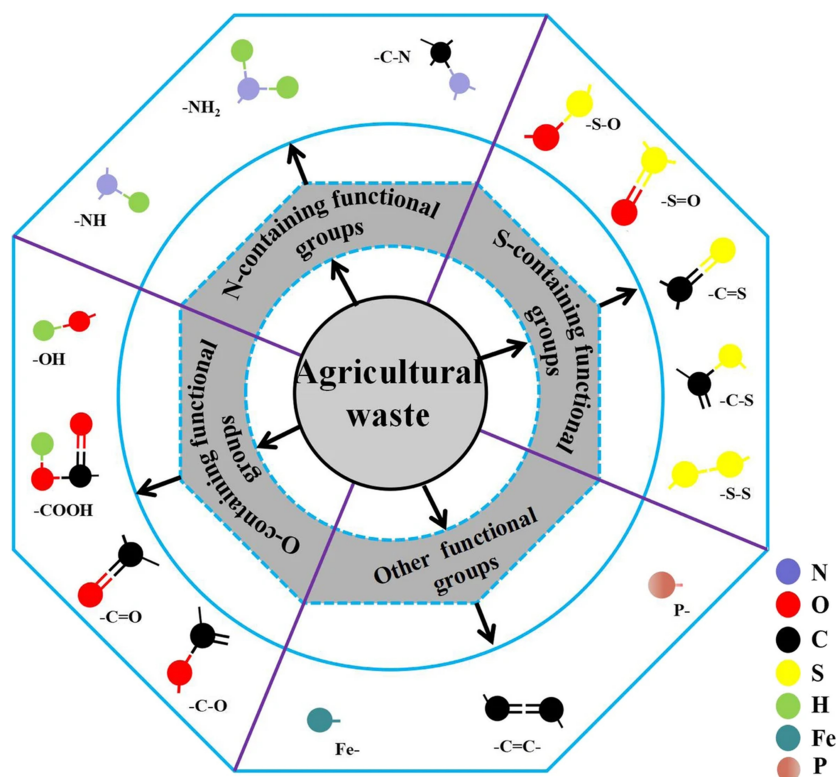 -C-N
-NH₂
-NH
-S-O
-S=O
-C=S
-C-S
-S-S
N-containing functional
groups
S-containing functional
groups
Agricultural
waste
O-containing functional
groups
Other functional
groups
-OH
-COOH
-C=O
-C-O
Fe-
-C=C-
P-
N
O
C
S
H
Fe
P